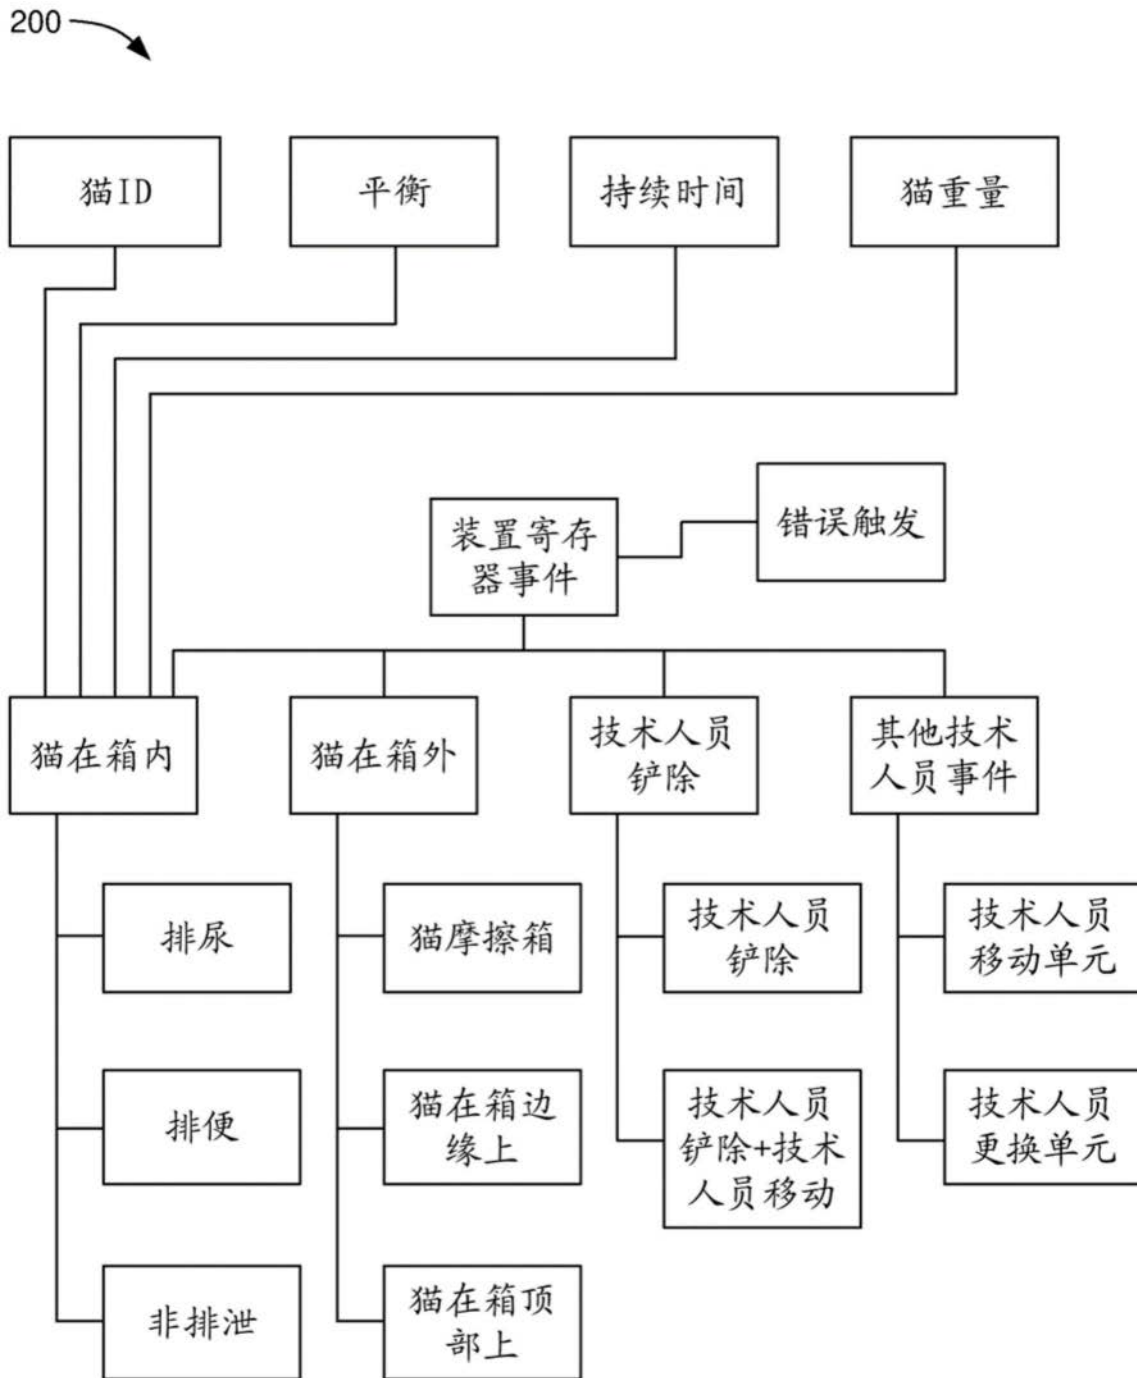 200
猫ID
平衡
持续时间
猫重量
装置寄存
器事件
错误触发
猫在箱内
猫在箱外
技术人员
铲除
其他技术
人员事件
排尿
猫摩擦箱
技术人员
铲除
技术人员
移动单元
排便
猫在箱边
缘上
技术人员
铲除+技术
人员移动
技术人员
更换单元
非排泄
猫在箱顶
部上